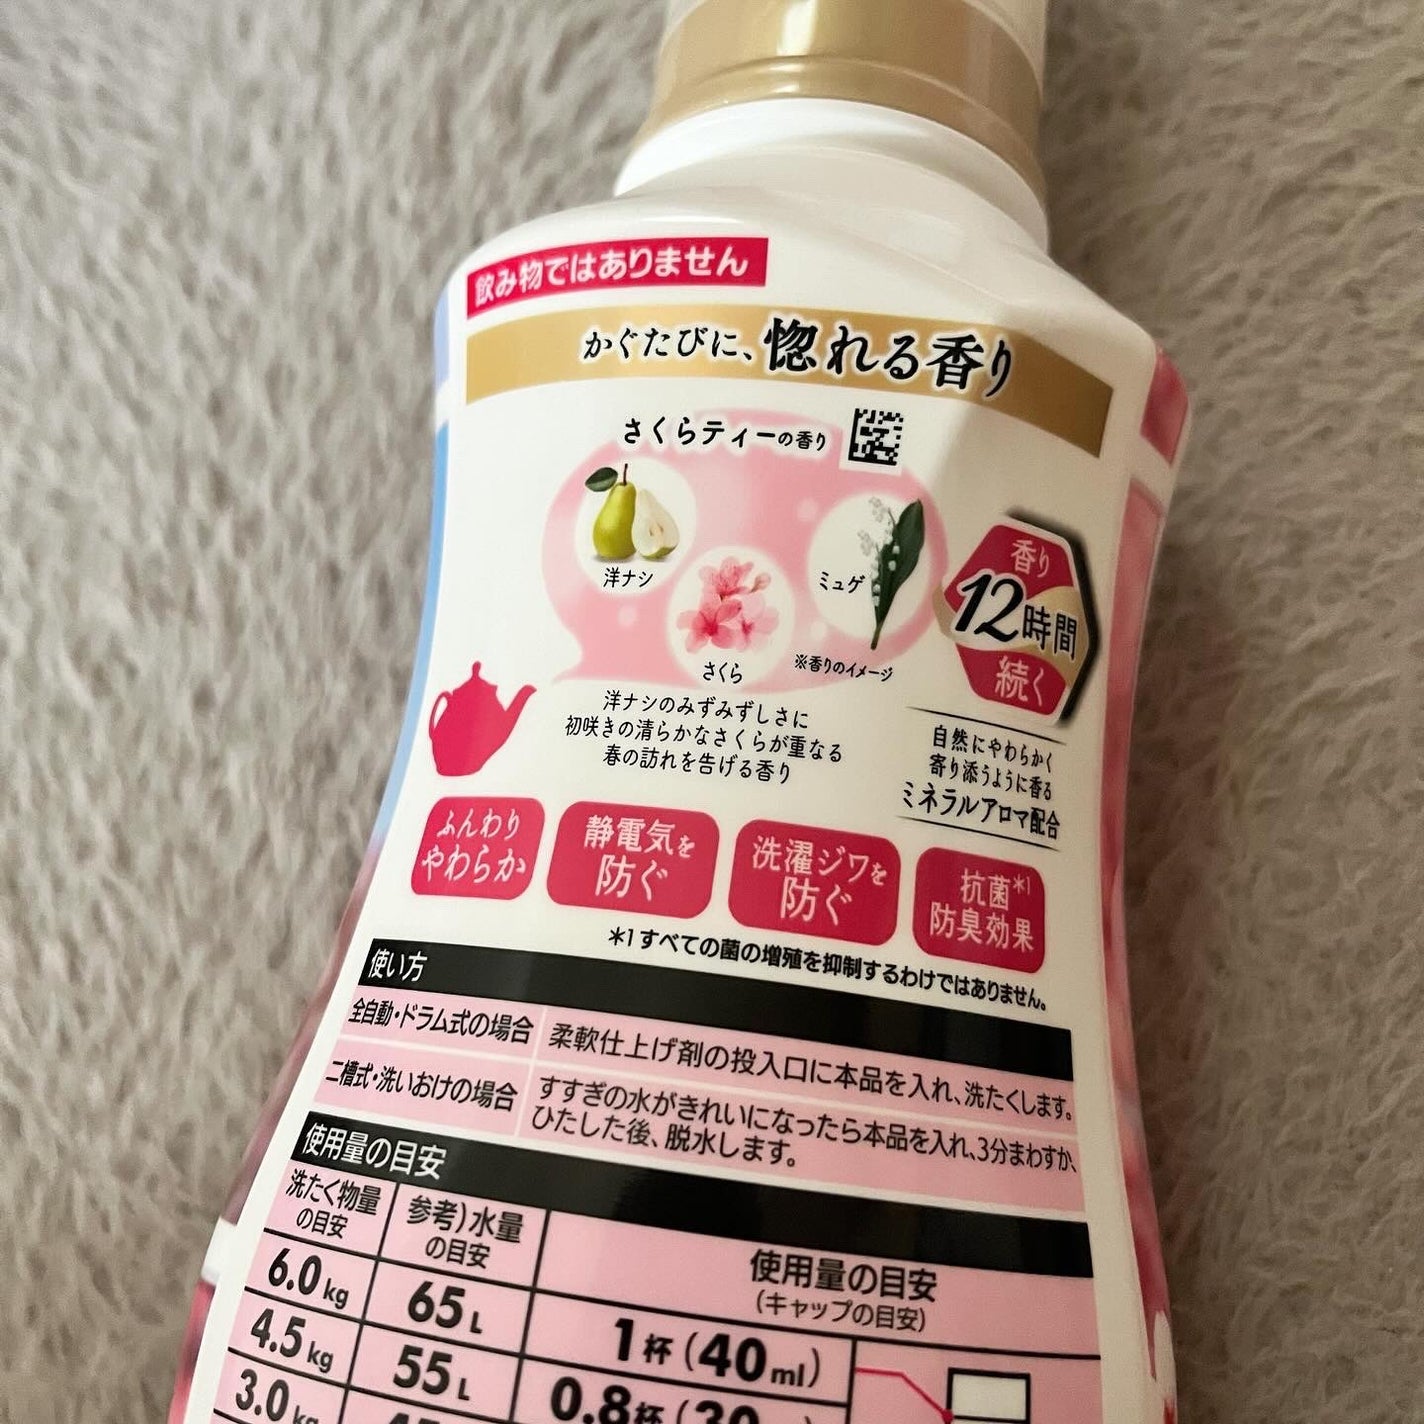 飲み物ではありません
かぐたびに、惚れる香り
さくらティーの香り
洋ナシ
ミュゲ
さくら
※香りのイメージ
香り
12時間
続く
洋ナシのみずみずしさに
初咲きの清らかなさくらが重なる
春の訪れを告げる香り
自然にやわらかく
寄り添うように香る
ミネラルアロマ配合
ふんわり
やわらか
静電気を
防ぐ
洗濯ジワを
防ぐ
抗菌*1
防臭効果
*1 すべての菌の増殖を抑制するわけではありません。
使い方
全自動・ドラム式の場合 柔軟仕上げ剤の投入口に本品を入れ、洗たくします。
二槽式・洗いおけの場合 すすぎの水がきれいになったら本品を入れ、3分まわすか、
ひたした後、脱水します。
使用量の目安
洗たく物量
の目安
参考)水量
の目安
使用量の目安
(キャップの目安)
6.0kg 65L 1杯(40ml)
4.5kg 55L 0.8杯(30
3.0kg